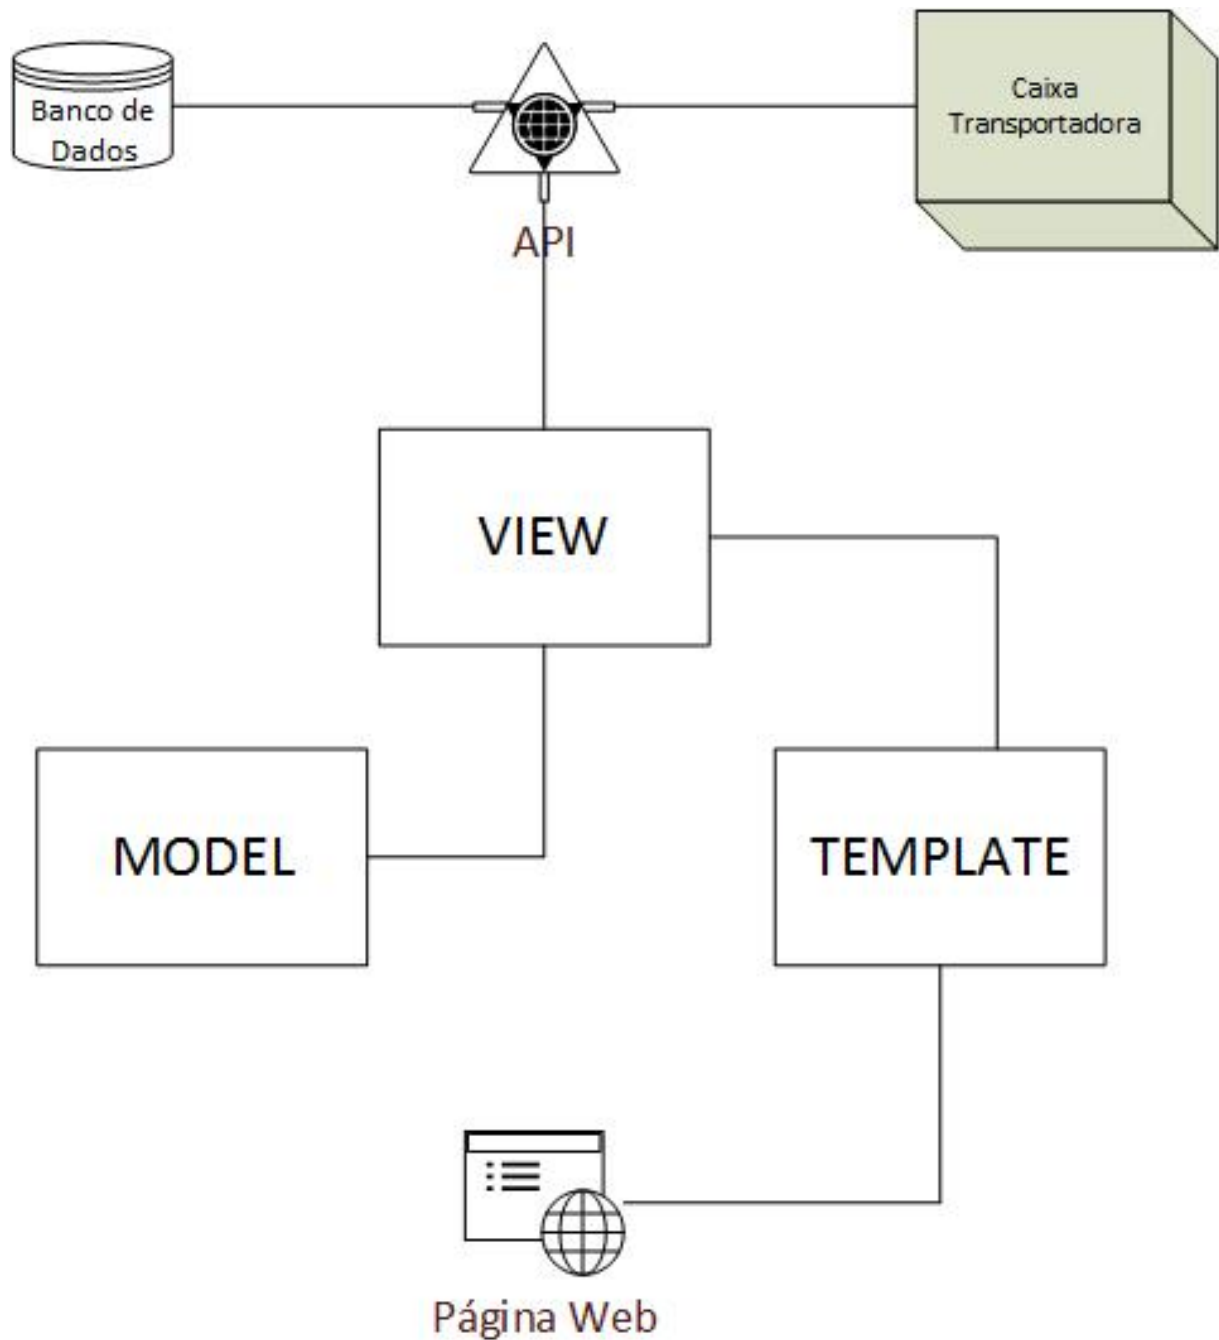 Banco de
Dados
Caixa
Transportadora
API
VIEW
MODEL
TEMPLATE
Página Web